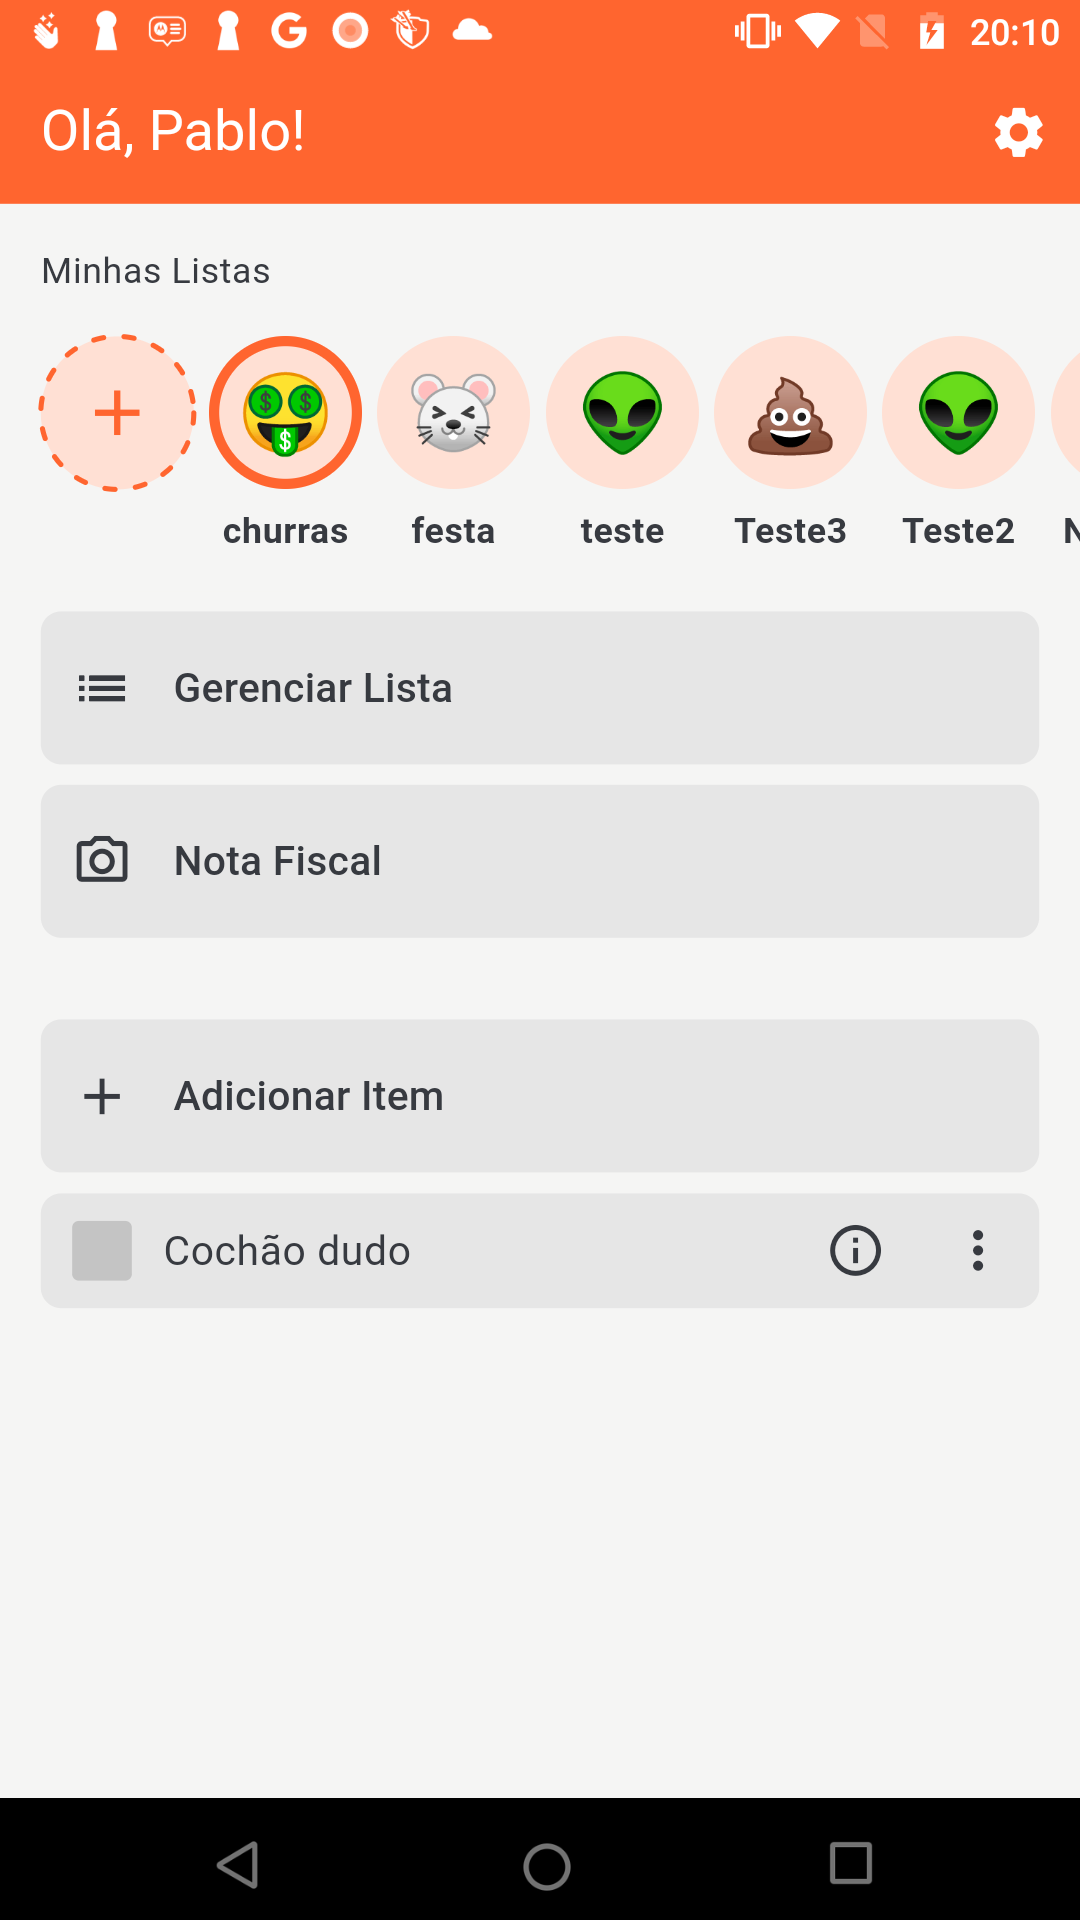 20:10
Olá, Pablo!
Minhas Listas
churras festa teste Teste3 Teste2 N
Gerenciar Lista
Nota Fiscal
Adicionar Item
Cochão dudo